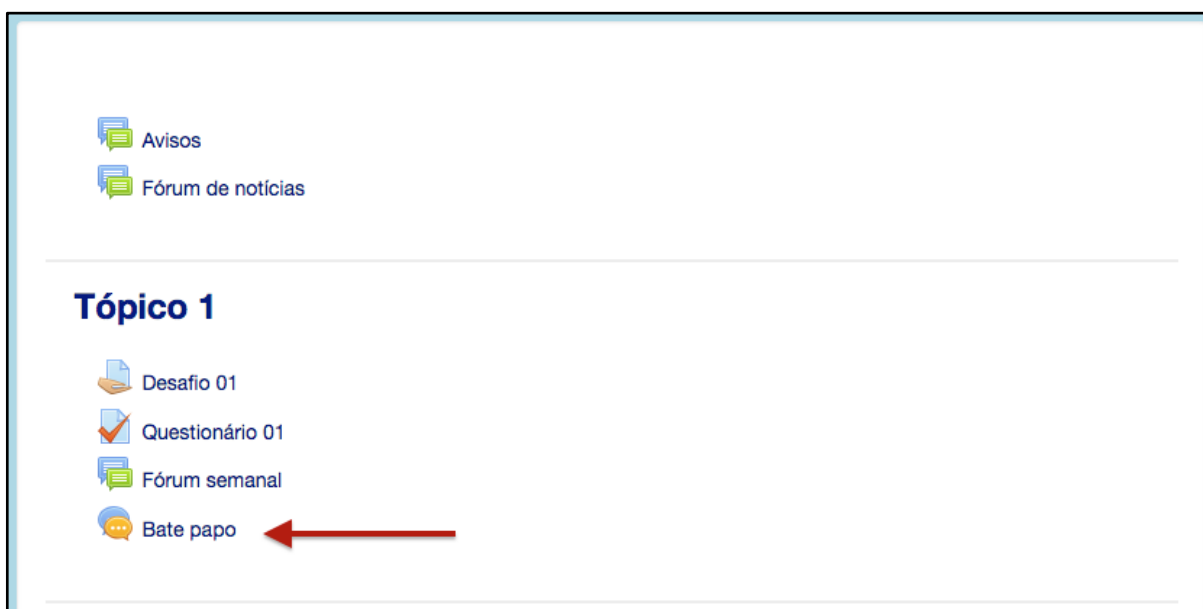 Avisos
Fórum de notícias
Tópico 1
Desafio 01
Questionário 01
Fórum semanal
Bate papo